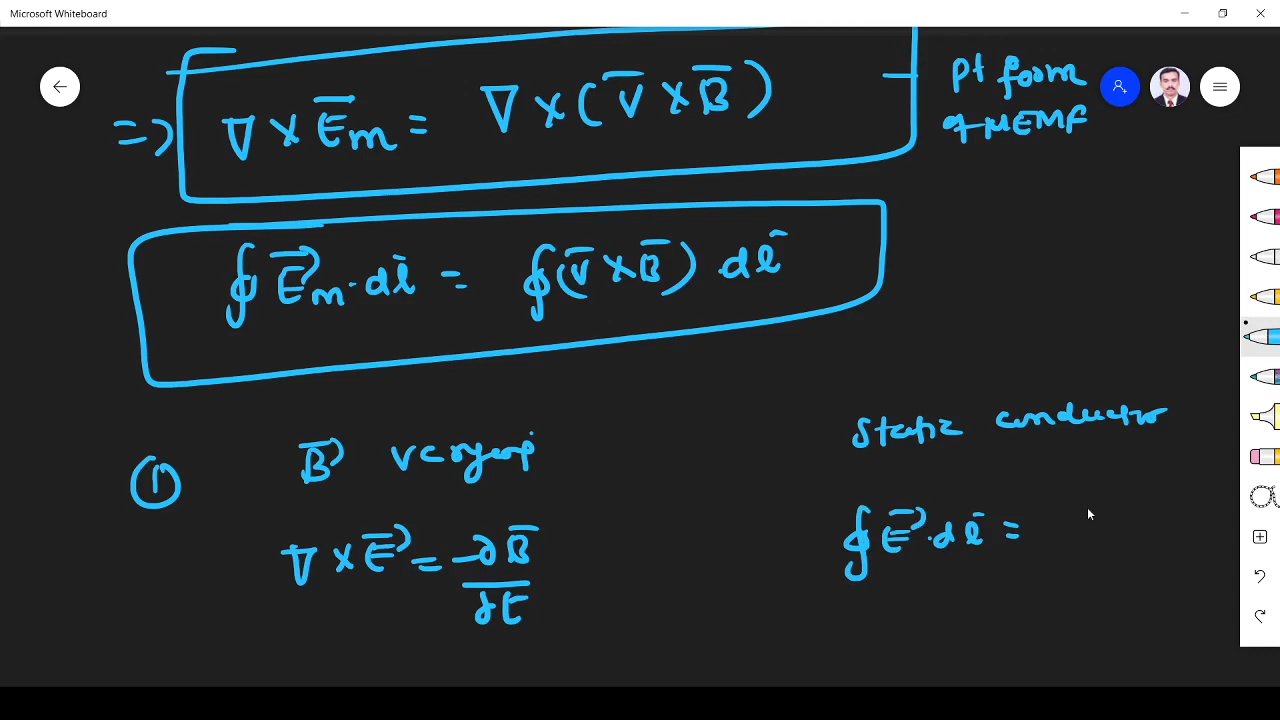 Microsoft Whiteboard
⇒ ∇ × E̅m = ∇ × (V̅ × B̅) — Pt form
of MEMF
∮ E⃗m · dl̅ = ∮ (V̅ × B̅) · dl̅
① B⃗ varying static conductor
∇ × E⃗ = -∂B̅/∂t ∮ E⃗ · dl̅ =